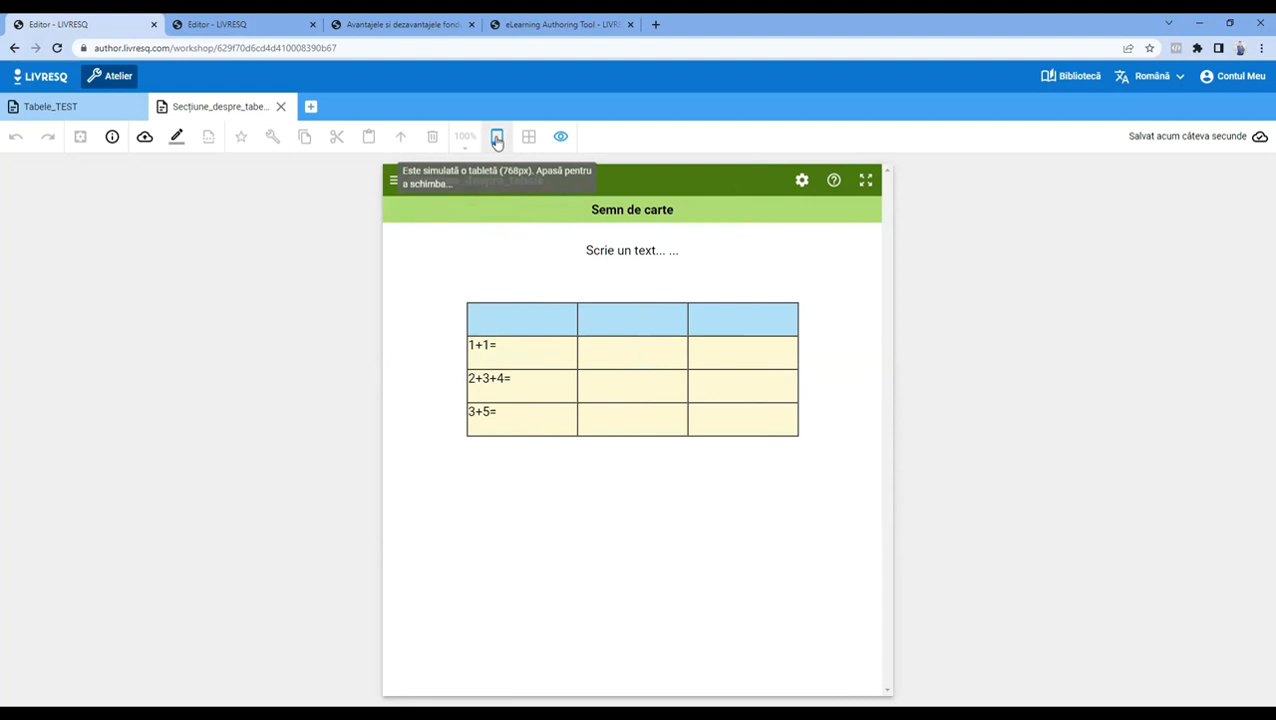 Editor - LIVRESQ
Editor - LIVRESQ
Avantajele si dezavantajele fond
eLearning Authoring Tool - LIVR
author.livresq.com/workshop/629f70d6cd4d410008390b67
LIVRESQ
Atelier
Bibliotecă
Română
Contul Meu
Tabele_TEST
Secțiune_despre_tabe...
100%
Salvat acum câteva secunde
Este simulată o tabletă (768px). Apasă pentru
a schimba...
Semn de carte
Scrie un text... ...
1+1=
2+3+4=
3+5=